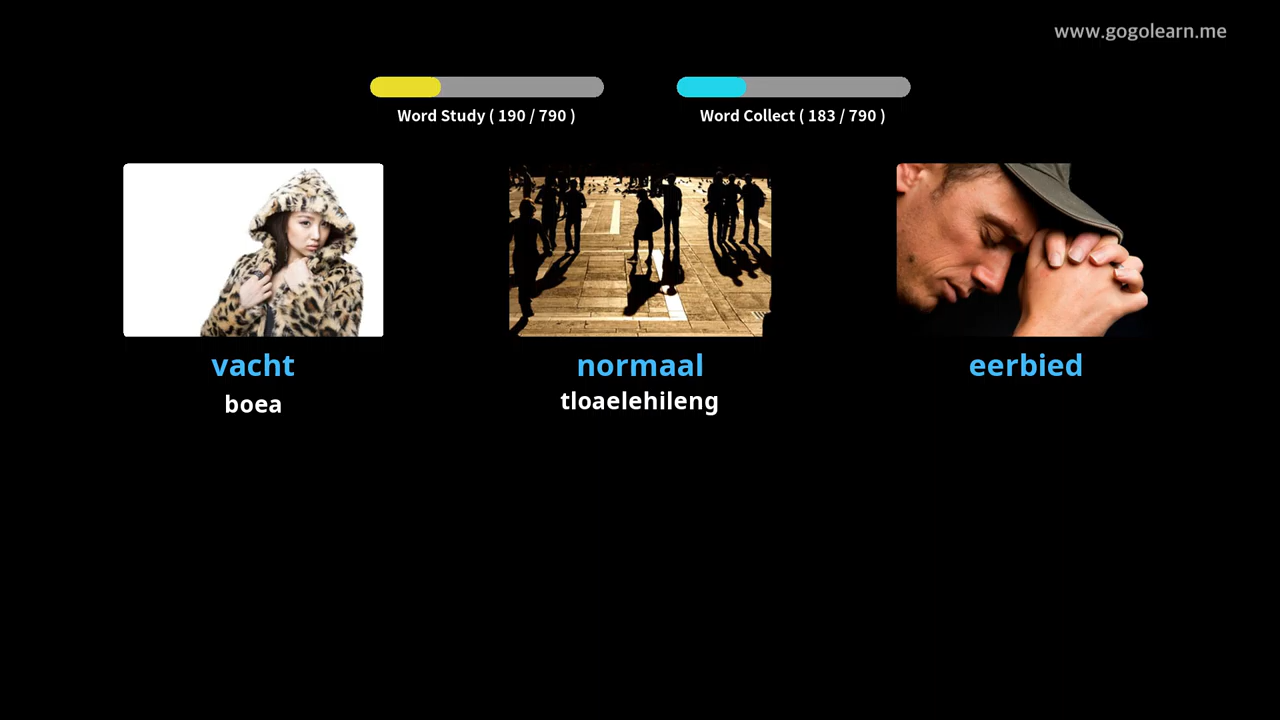 www.gogolearn.me
Word Study ( 190 / 790 )
Word Collect ( 183 / 790 )
vacht
normaal
eerbied
boea
tloaelehileng